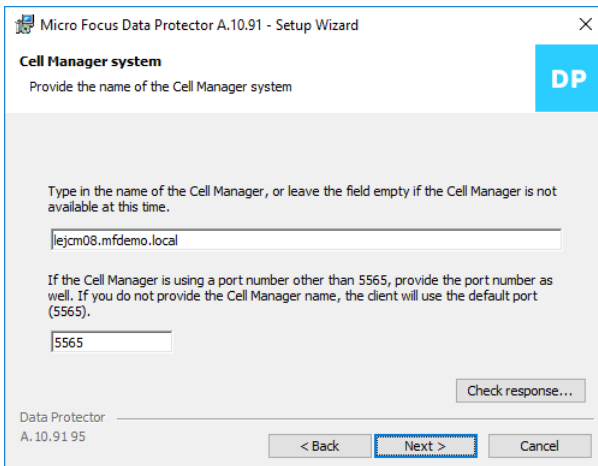 Micro Focus Data Protector A.10.91 - Setup Wizard
Cell Manager system
Provide the name of the Cell Manager system
DP
Type in the name of the Cell Manager, or leave the field empty if the Cell Manager is not
available at this time.
lejcm08.mfdemo.local
If the Cell Manager is using a port number other than 5565, provide the port number as
well. If you do not provide the Cell Manager name, the client will use the default port
(5565).
5565
Check response...
Data Protector
A.10.91 95
< Back Next > Cancel